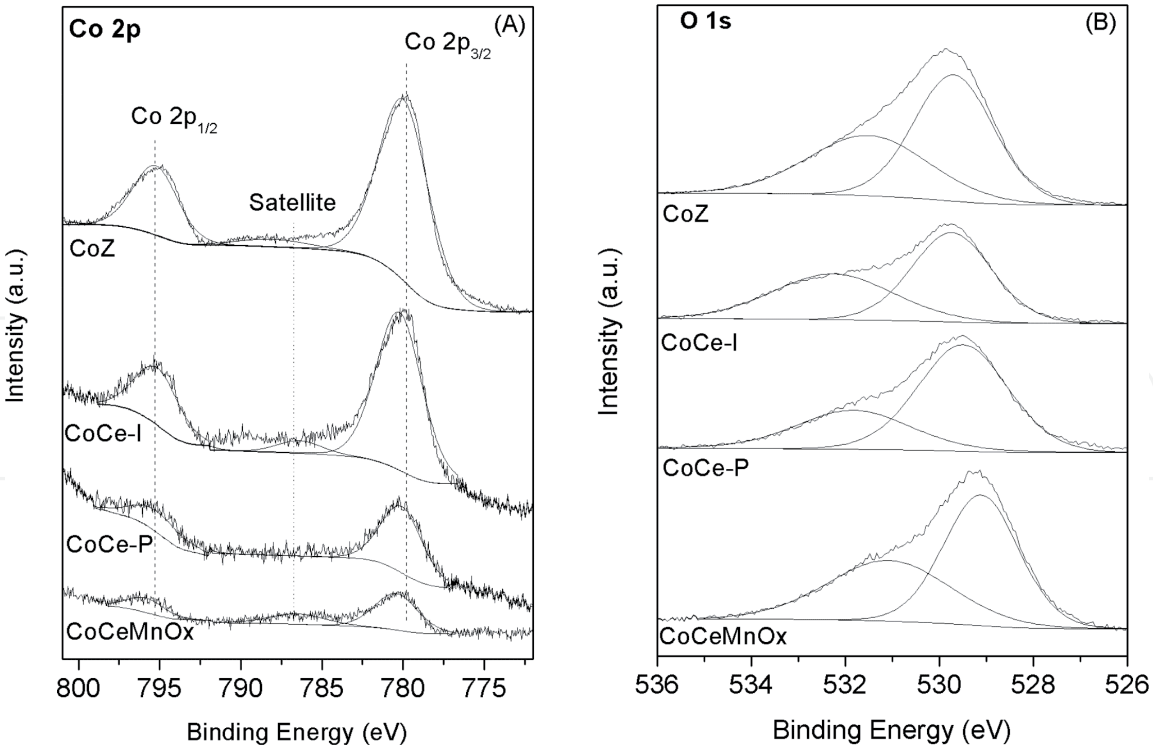 Co 2p
(A)
Co 2p3/2
Co 2p1/2
Satellite
CoZ
CoCe-I
CoCe-P
CoCeMnOx
Intensity (a.u.)
800 795 790 785 780 775
Binding Energy (eV)
O 1s
(B)
CoZ
CoCe-I
CoCe-P
CoCeMnOx
Intensity (a.u.)
536 534 532 530 528 526
Binding Energy (eV)